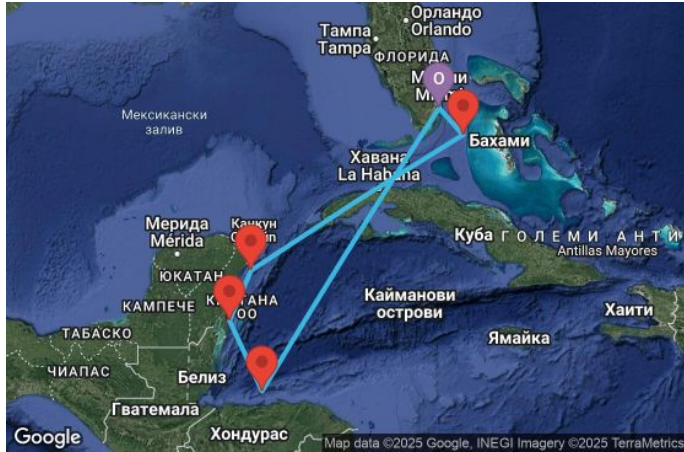 Орландо
Orlando
Тампа
Tampa
ФЛОРИДА
O
Мексикански
залив
Бахами
Хавана
La Habana
Мерида
Mérida
Канкун
Куба
ГОЛЕМИ АНТИ
Antillas Mayores
ЮКАТАН
КАМПЕЧЕ
ОО
Кайманови
острови
Хаити
ТАБАСКО
Ямайка
ЧИАПАС
Белиз
Гватемала
Хондурас
Google
Map data ©2025 Google, INEGI Imagery ©2025 TerraMetrics